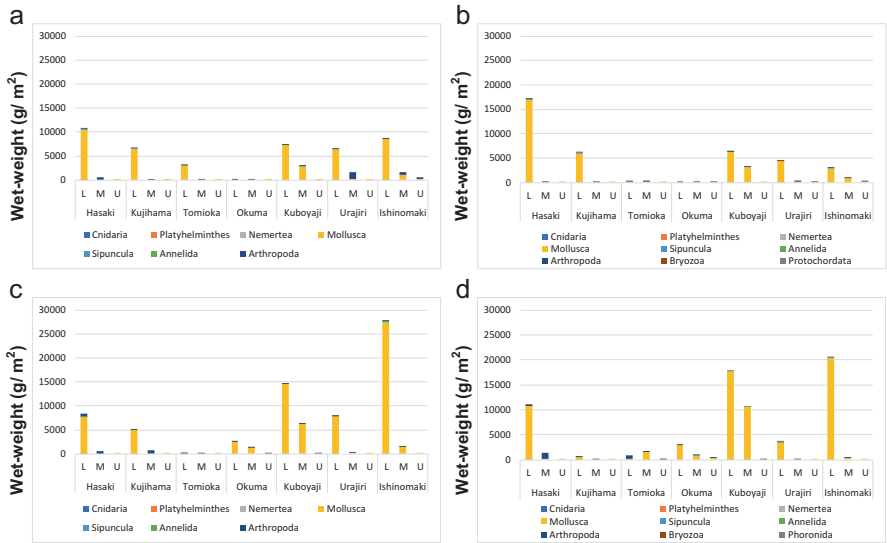 a
Wet-weight (g/ m²)
30000
25000
20000
15000
10000
5000
0
L M U L M U L M U L M U L M U L M U L M U
Hasaki Kujihama Tomioka Okuma Kuboyaji Urajiri Ishinomaki
Cnidaria Platyhelminthes Nemertea Mollusca
Sipuncula Annelida Arthropoda
b
Wet-weight (g/ m²)
30000
25000
20000
15000
10000
5000
0
L M U L M U L M U L M U L M U L M U L M U
Hasaki Kujihama Tomioka Okuma Kuboyaji Urajiri Ishinomaki
Cnidaria Platyhelminthes Nemertea
Mollusca Sipuncula Annelida
Arthropoda Bryozoa Protochordata
c
Wet-weight (g/ m²)
30000
25000
20000
15000
10000
5000
0
L M U L M U L M U L M U L M U L M U L M U
Hasaki Kujihama Tomioka Okuma Kuboyaji Urajiri Ishinomaki
Cnidaria Platyhelminthes Nemertea Mollusca
Sipuncula Annelida Arthropoda
d
Wet-weight (g/ m²)
30000
25000
20000
15000
10000
5000
0
L M U L M U L M U L M U L M U L M U L M U
Hasaki Kujihama Tomioka Okuma Kuboyaji Urajiri Ishinomaki
Cnidaria Platyhelminthes Nemertea
Mollusca Sipuncula Annelida
Arthropoda Bryozoa Phoronida